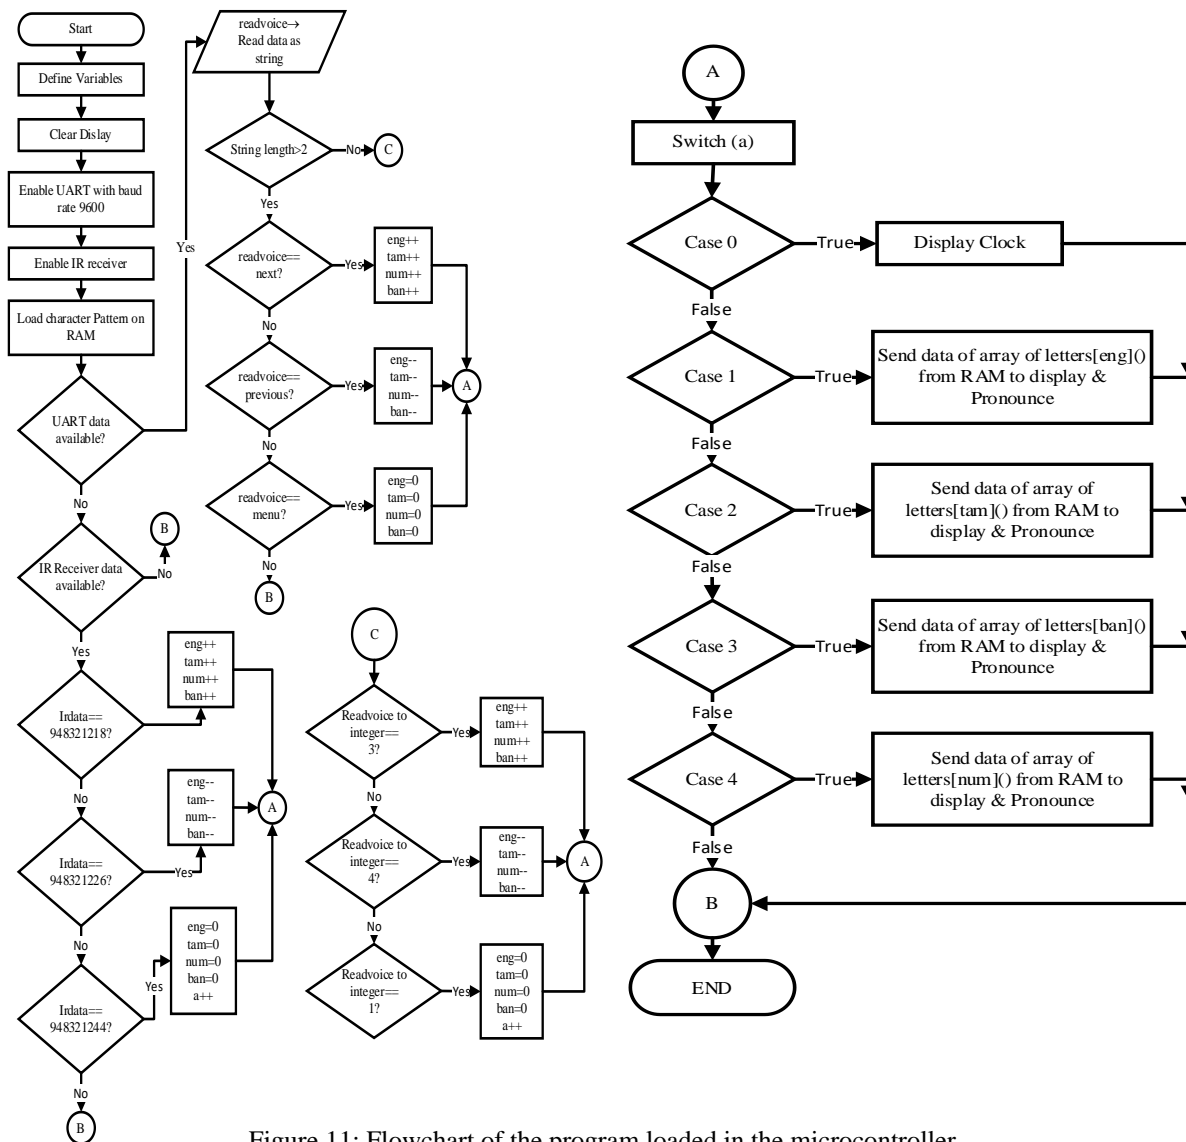 Start
Define Variables
Clear Dislay
Enable UART with baud
rate 9600
Enable IR receiver
Load character Pattern on
RAM
UART data
available?
Yes
No
IR Receiver data
available?
No
B
Yes
Irdata==
948321218?
eng++
tam++
num++
ban++
No
Irdata==
948321226?
Yes
eng--
tam--
num--
ban--
A
No
Irdata==
948321244?
Yes
eng=0
tam=0
num=0
ban=0
a++
No
B
readvoice→
Read data as
string
String length>2
No
C
Yes
readvoice==
next?
Yes
eng++
tam++
num++
ban++
No
readvoice==
previous?
Yes
eng--
tam--
num--
ban--
A
No
readvoice==
menu?
Yes
eng=0
tam=0
num=0
ban=0
No
B
C
Readvoice to
integer==
3?
Yes
eng++
tam++
num++
ban++
No
Readvoice to
integer==
4?
Yes
eng--
tam--
num--
ban--
A
No
Readvoice to
integer==
1?
Yes
eng=0
tam=0
num=0
ban=0
a++
A
Switch (a)
Case 0
True
Display Clock
False
Case 1
True
Send data of array of letters[eng]()
from RAM to display &
Pronounce
False
Case 2
True
Send data of array of
letters[tam]() from RAM to
display & Pronounce
False
Case 3
True
Send data of array of letters[ban]()
from RAM to display &
Pronounce
False
Case 4
True
Send data of array of
letters[num]() from RAM to
display & Pronounce
False
B
END
Figure 11: Flowchart of the program loaded in the microcontroller